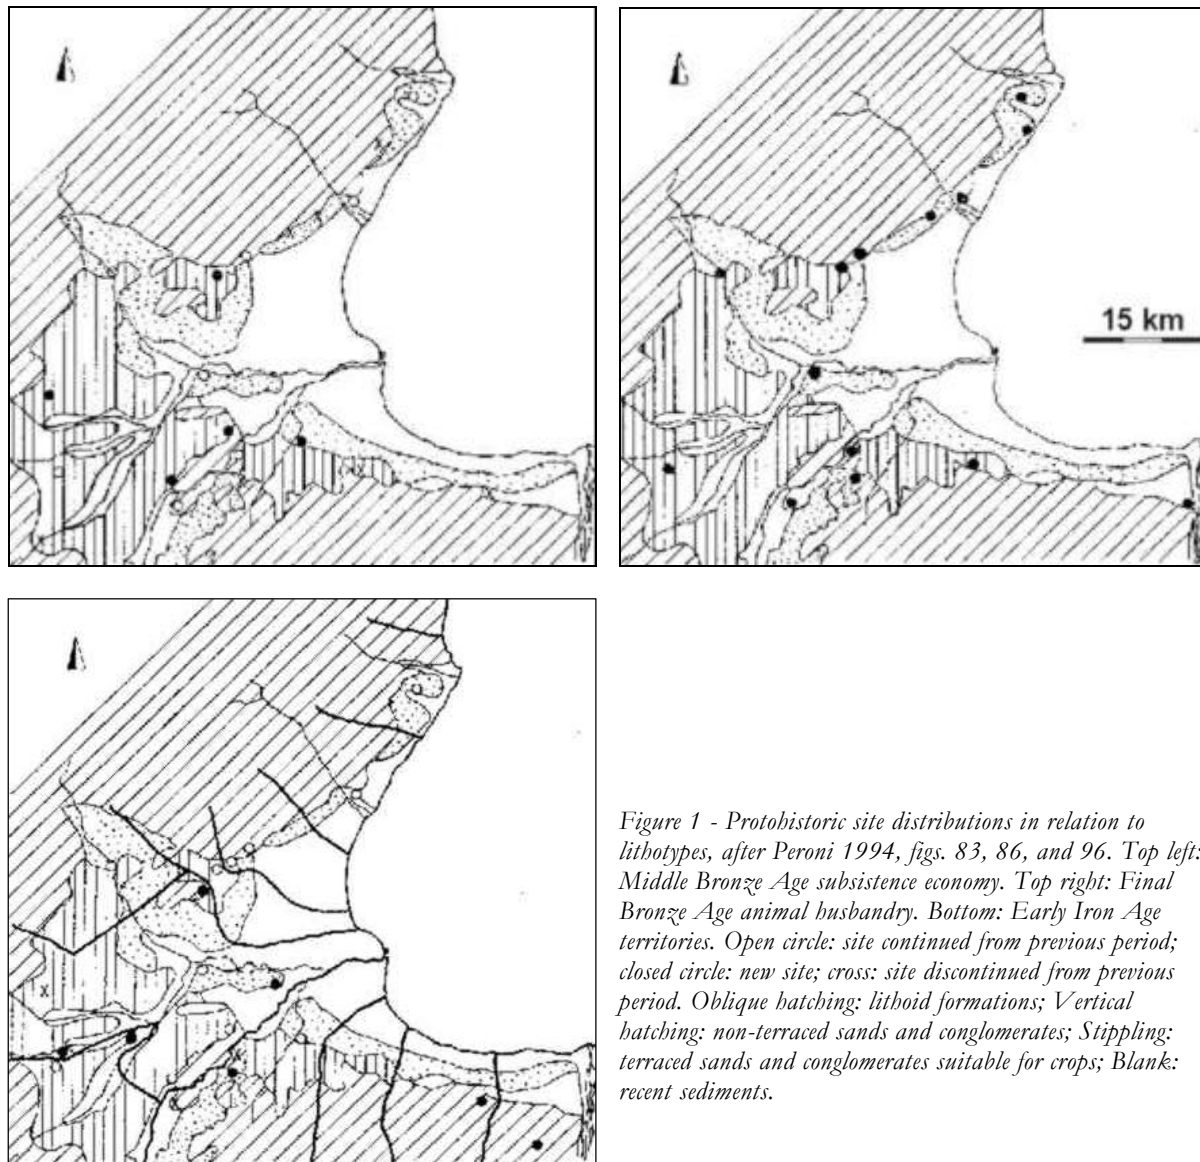 15 km
Figure 1 - Protohistoric site distributions in relation to
lithotypes, after Peroni 1994, figs. 83, 86, and 96. Top left:
Middle Bronze Age subsistence economy. Top right: Final
Bronze Age animal husbandry. Bottom: Early Iron Age
territories. Open circle: site continued from previous period;
closed circle: new site; cross: site discontinued from previous
period. Oblique hatching: lithoid formations; Vertical
hatching: non-terraced sands and conglomerates; Stippling:
terraced sands and conglomerates suitable for crops; Blank:
recent sediments.